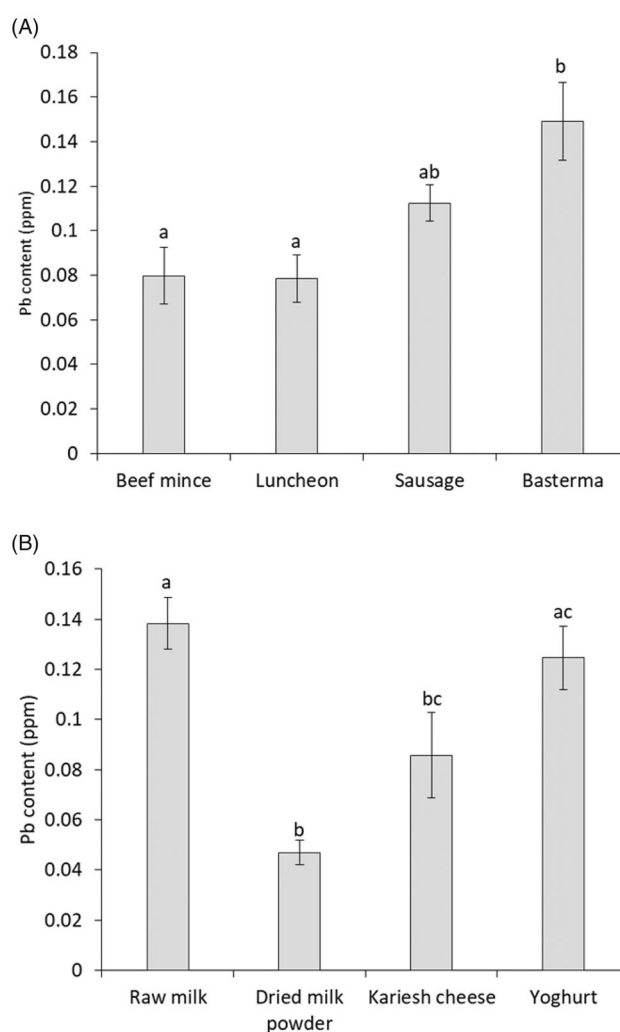 (A)
Pb content (ppm)
0.18
0.16
0.14
0.12
0.1
0.08
0.06
0.04
0.02
0
a
a
ab
b
Beef mince Luncheon Sausage Basterma
(B)
Pb content (ppm)
0.16
0.14
0.12
0.1
0.08
0.06
0.04
0.02
0
a
b
bc
ac
Raw milk Dried milk Kariesh cheese Yoghurt
powder